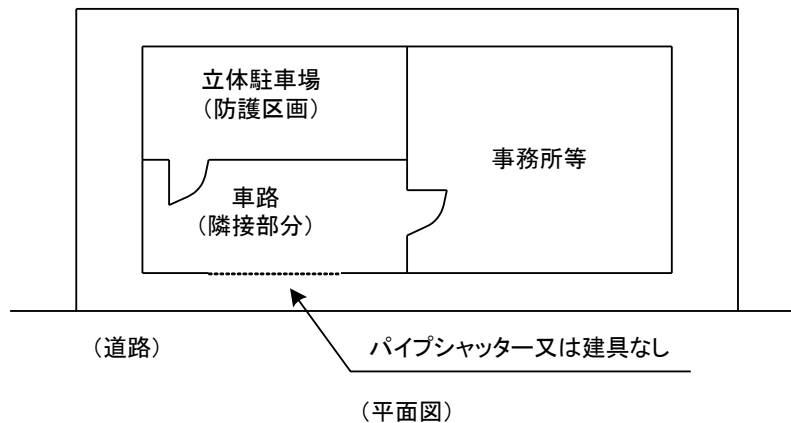 立体駐車場
（防護区画）
事務所等
車路
（隣接部分）
（道路）
パイプシャッター又は建具なし
（平面図）